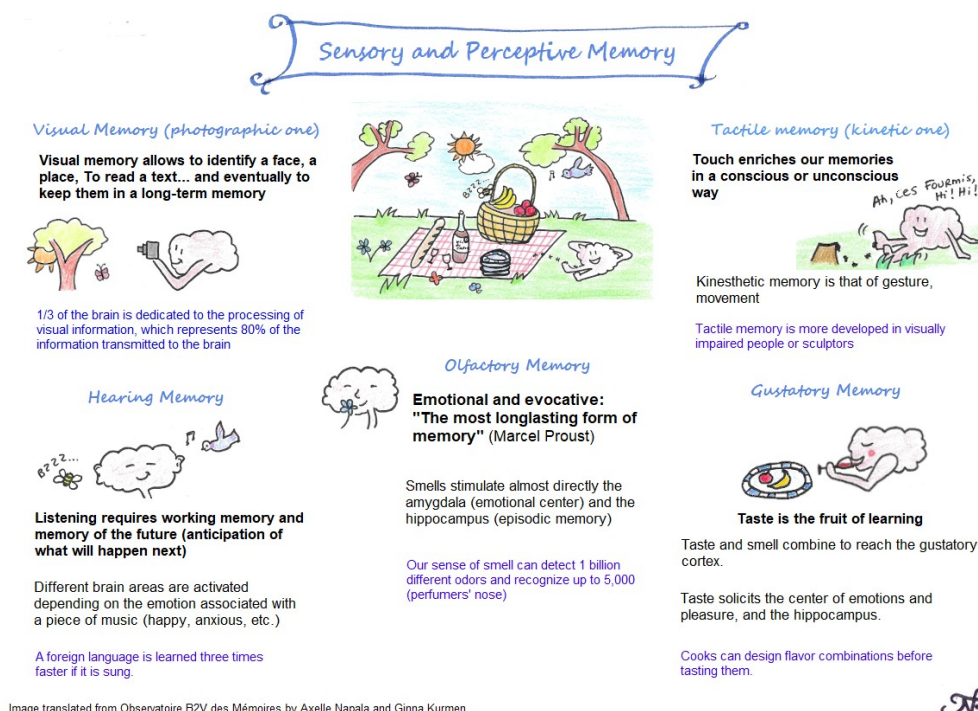 Sensory and Perceptive Memory
Visual Memory (photographic one)
Visual memory allows to identify a face, a
place, To read a text... and eventually to
keep them in a long-term memory
1/3 of the brain is dedicated to the processing of
visual information, which represents 80% of the
information transmitted to the brain
BZZZ...
Tactile memory (kinetic one)
Touch enriches our memories
in a conscious or unconscious
way
Ah, ces FOURMIS,
Hi! Hi!
Kinesthetic memory is that of gesture,
movement
Tactile memory is more developed in visually
impaired people or sculptors
Hearing Memory
BZZZ...
Listening requires working memory and
memory of the future (anticipation of
what will happen next)
Different brain areas are activated
depending on the emotion associated with
a piece of music (happy, anxious, etc.)
A foreign language is learned three times
faster if it is sung.
Olfactory Memory
Emotional and evocative:
"The most longlasting form of
memory" (Marcel Proust)
Smells stimulate almost directly the
amygdala (emotional center) and the
hippocampus (episodic memory)
Our sense of smell can detect 1 billion
different odors and recognize up to 5,000
(perfumers' nose)
Gustatory Memory
Taste is the fruit of learning
Taste and smell combine to reach the gustatory
cortex.
Taste solicits the center of emotions and
pleasure, and the hippocampus.
Cooks can design flavor combinations before
tasting them.
Image translated from Observatoire B2V des Mémoires by Axelle Napala and Ginna Kurmen